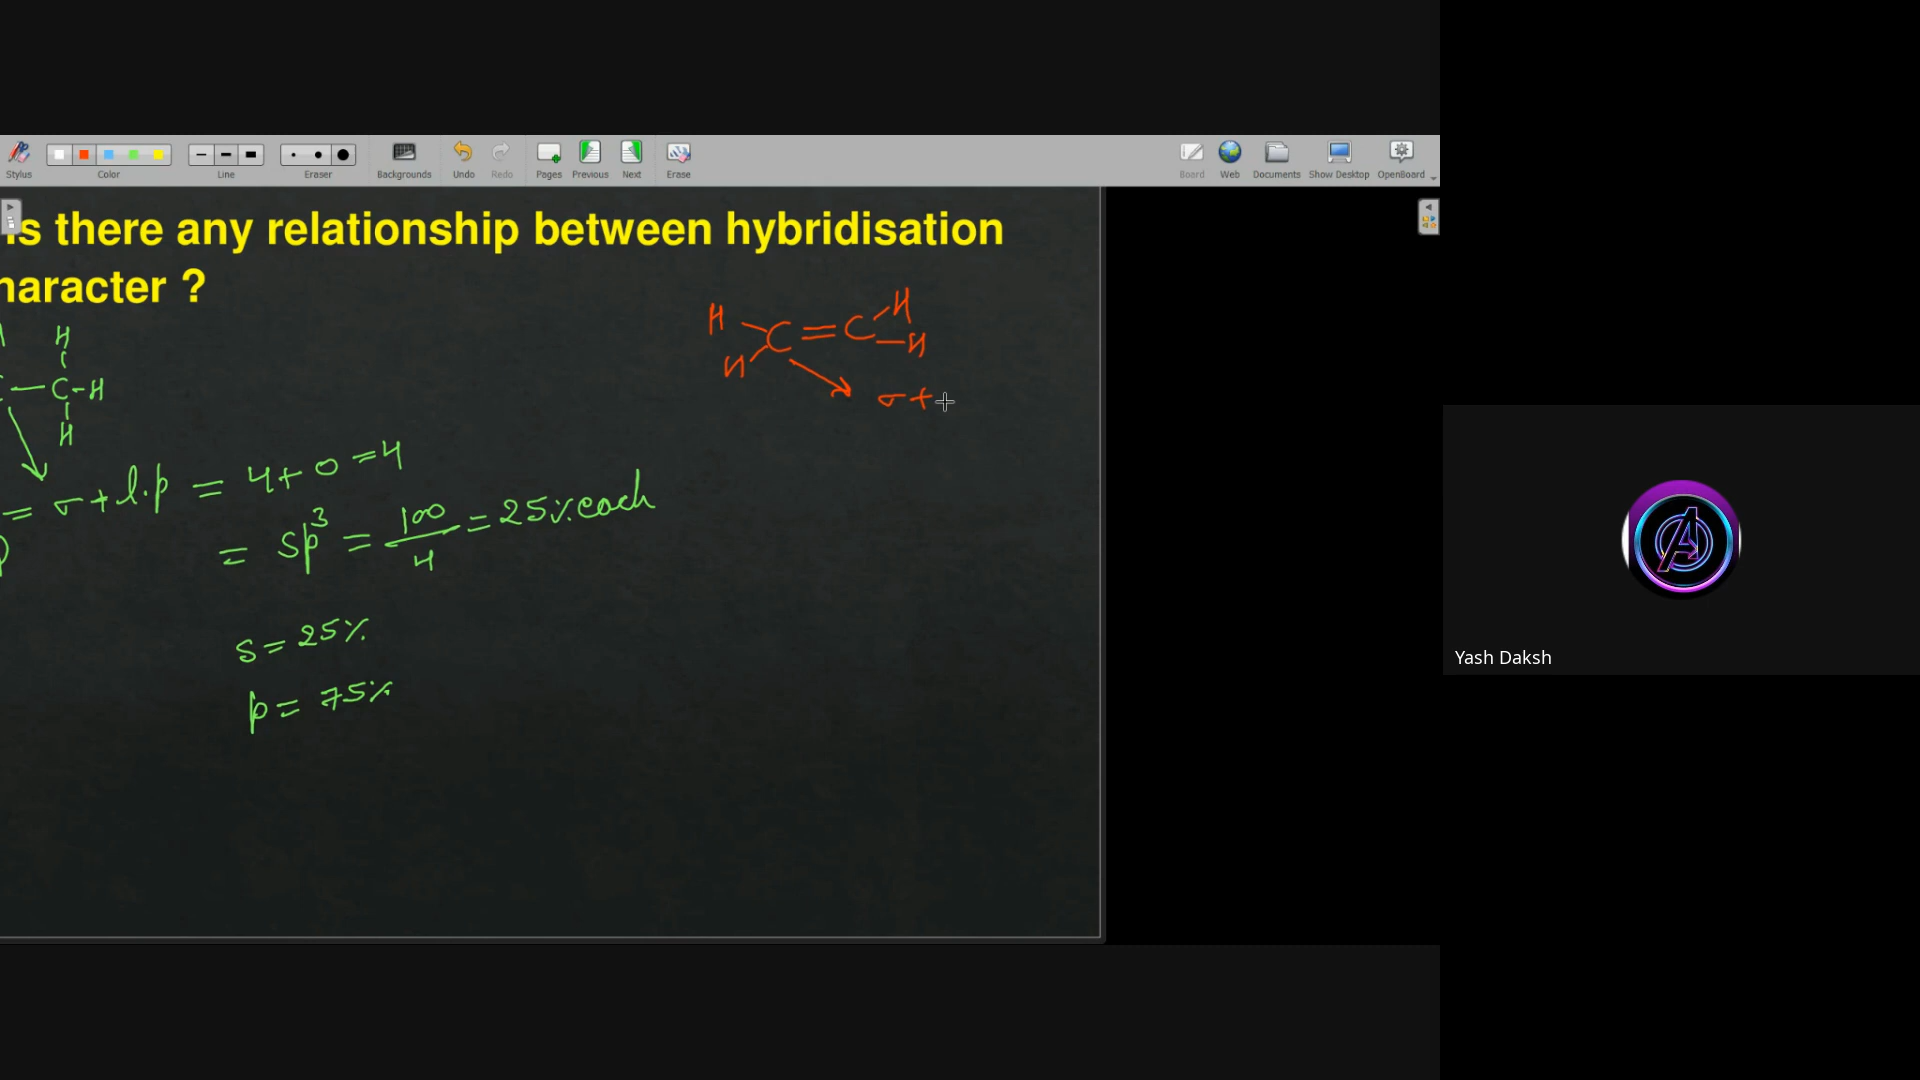 Stylus Color Line Eraser Backgrounds Undo Redo Pages Previous Next Erase Board Web Documents Show Desktop OpenBoard
is there any relationship between hybridisation
haracter ?
H
C - C - H
H
= σ + l.p = 4 + 0 = 4
= sp³ = 100/4 = 25% each
s = 25%
p = 75%
H H
C = C
H H
σ +
Yash Daksh